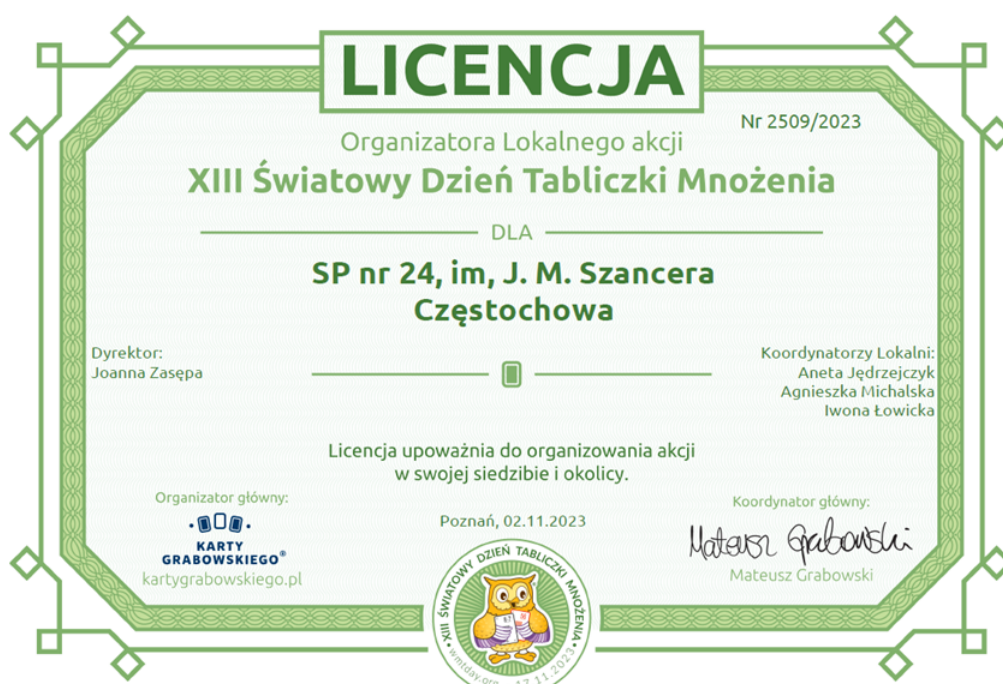 LICENCJA
Nr 2509/2023
Organizatora Lokalnego akcji
XIII Światowy Dzień Tabliczki Mnożenia
DLA
SP nr 24, im, J. M. Szancera
Częstochowa
Dyrektor:
Joanna Zasępa
Koordynatorzy Lokalni:
Aneta Jędrzejczyk
Agnieszka Michalska
Iwona Łowicka
Licencja upoważnia do organizowania akcji
w swojej siedzibie i okolicy.
Organizator główny:
KARTY
GRABOWSKIEGO®
kartygrabowskiego.pl
Poznań, 02.11.2023
Koordynator główny:
Mateusz Grabowski
Mateusz Grabowski
XIII ŚWIATOWY DZIEŃ TABLICZKI MNOŻENIA
wmtday.org 17.11.2023